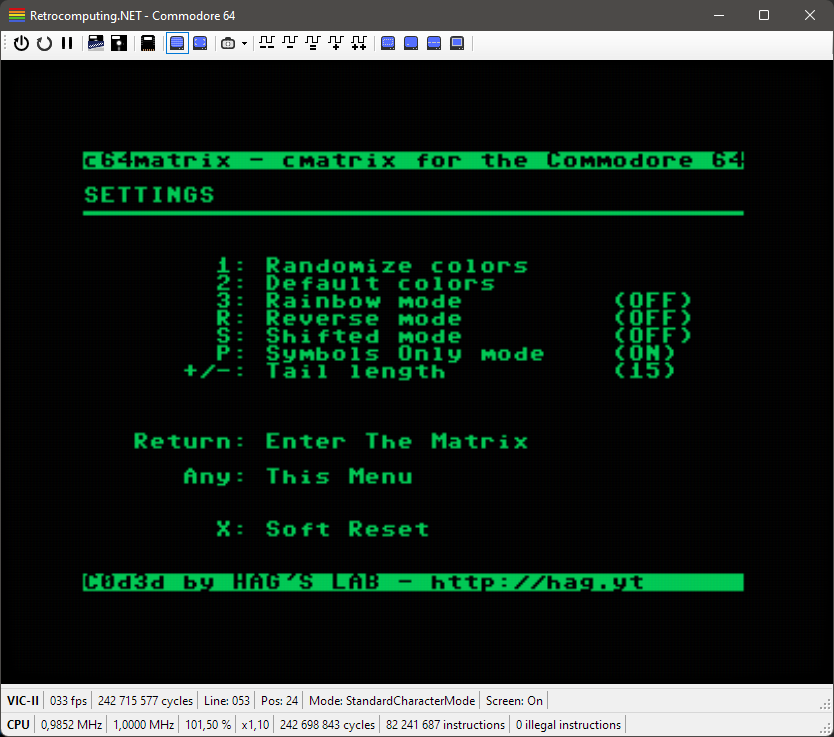 Retrocomputing.NET - Commodore 64
c64matrix - cmatrix for the Commodore 64
SETTINGS
1: Randomize colors
2: Default colors
3: Rainbow mode (OFF)
R: Reverse mode (OFF)
S: Shifted mode (OFF)
P: Symbols Only mode (ON)
+/-: Tail length (15)
Return: Enter The Matrix
Any: This Menu
X: Soft Reset
C0d3d by HAG'S LAB - http://hag.yt
VIC-II 033 fps 242 715 577 cycles Line: 053 Pos: 24 Mode: StandardCharacterMode Screen: On
CPU 0,9852 MHz 1,0000 MHz 101,50 % x1,10 242 698 843 cycles 82 241 687 instructions 0 illegal instructions